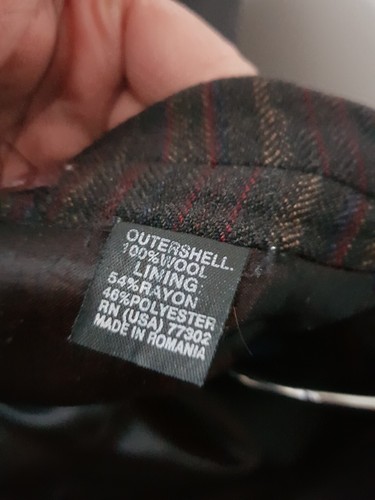 OUTERSHELL.
100%WOOL
LINING.
54%RAYON
46%POLYESTER
RN (USA) 77302
MADE IN ROMANIA